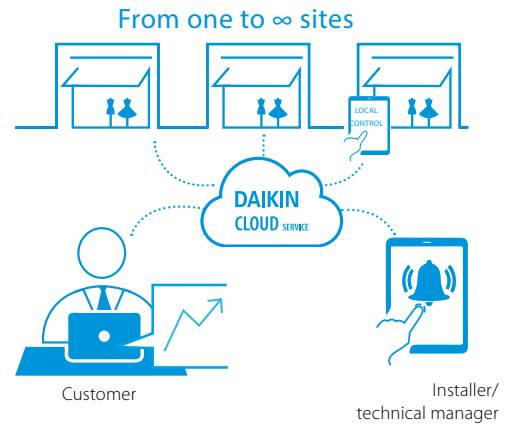 From one to ∞ sites
LOCAL
CONTROL
DAIKIN
CLOUD SERVICE
Customer
Installer/
technical manager